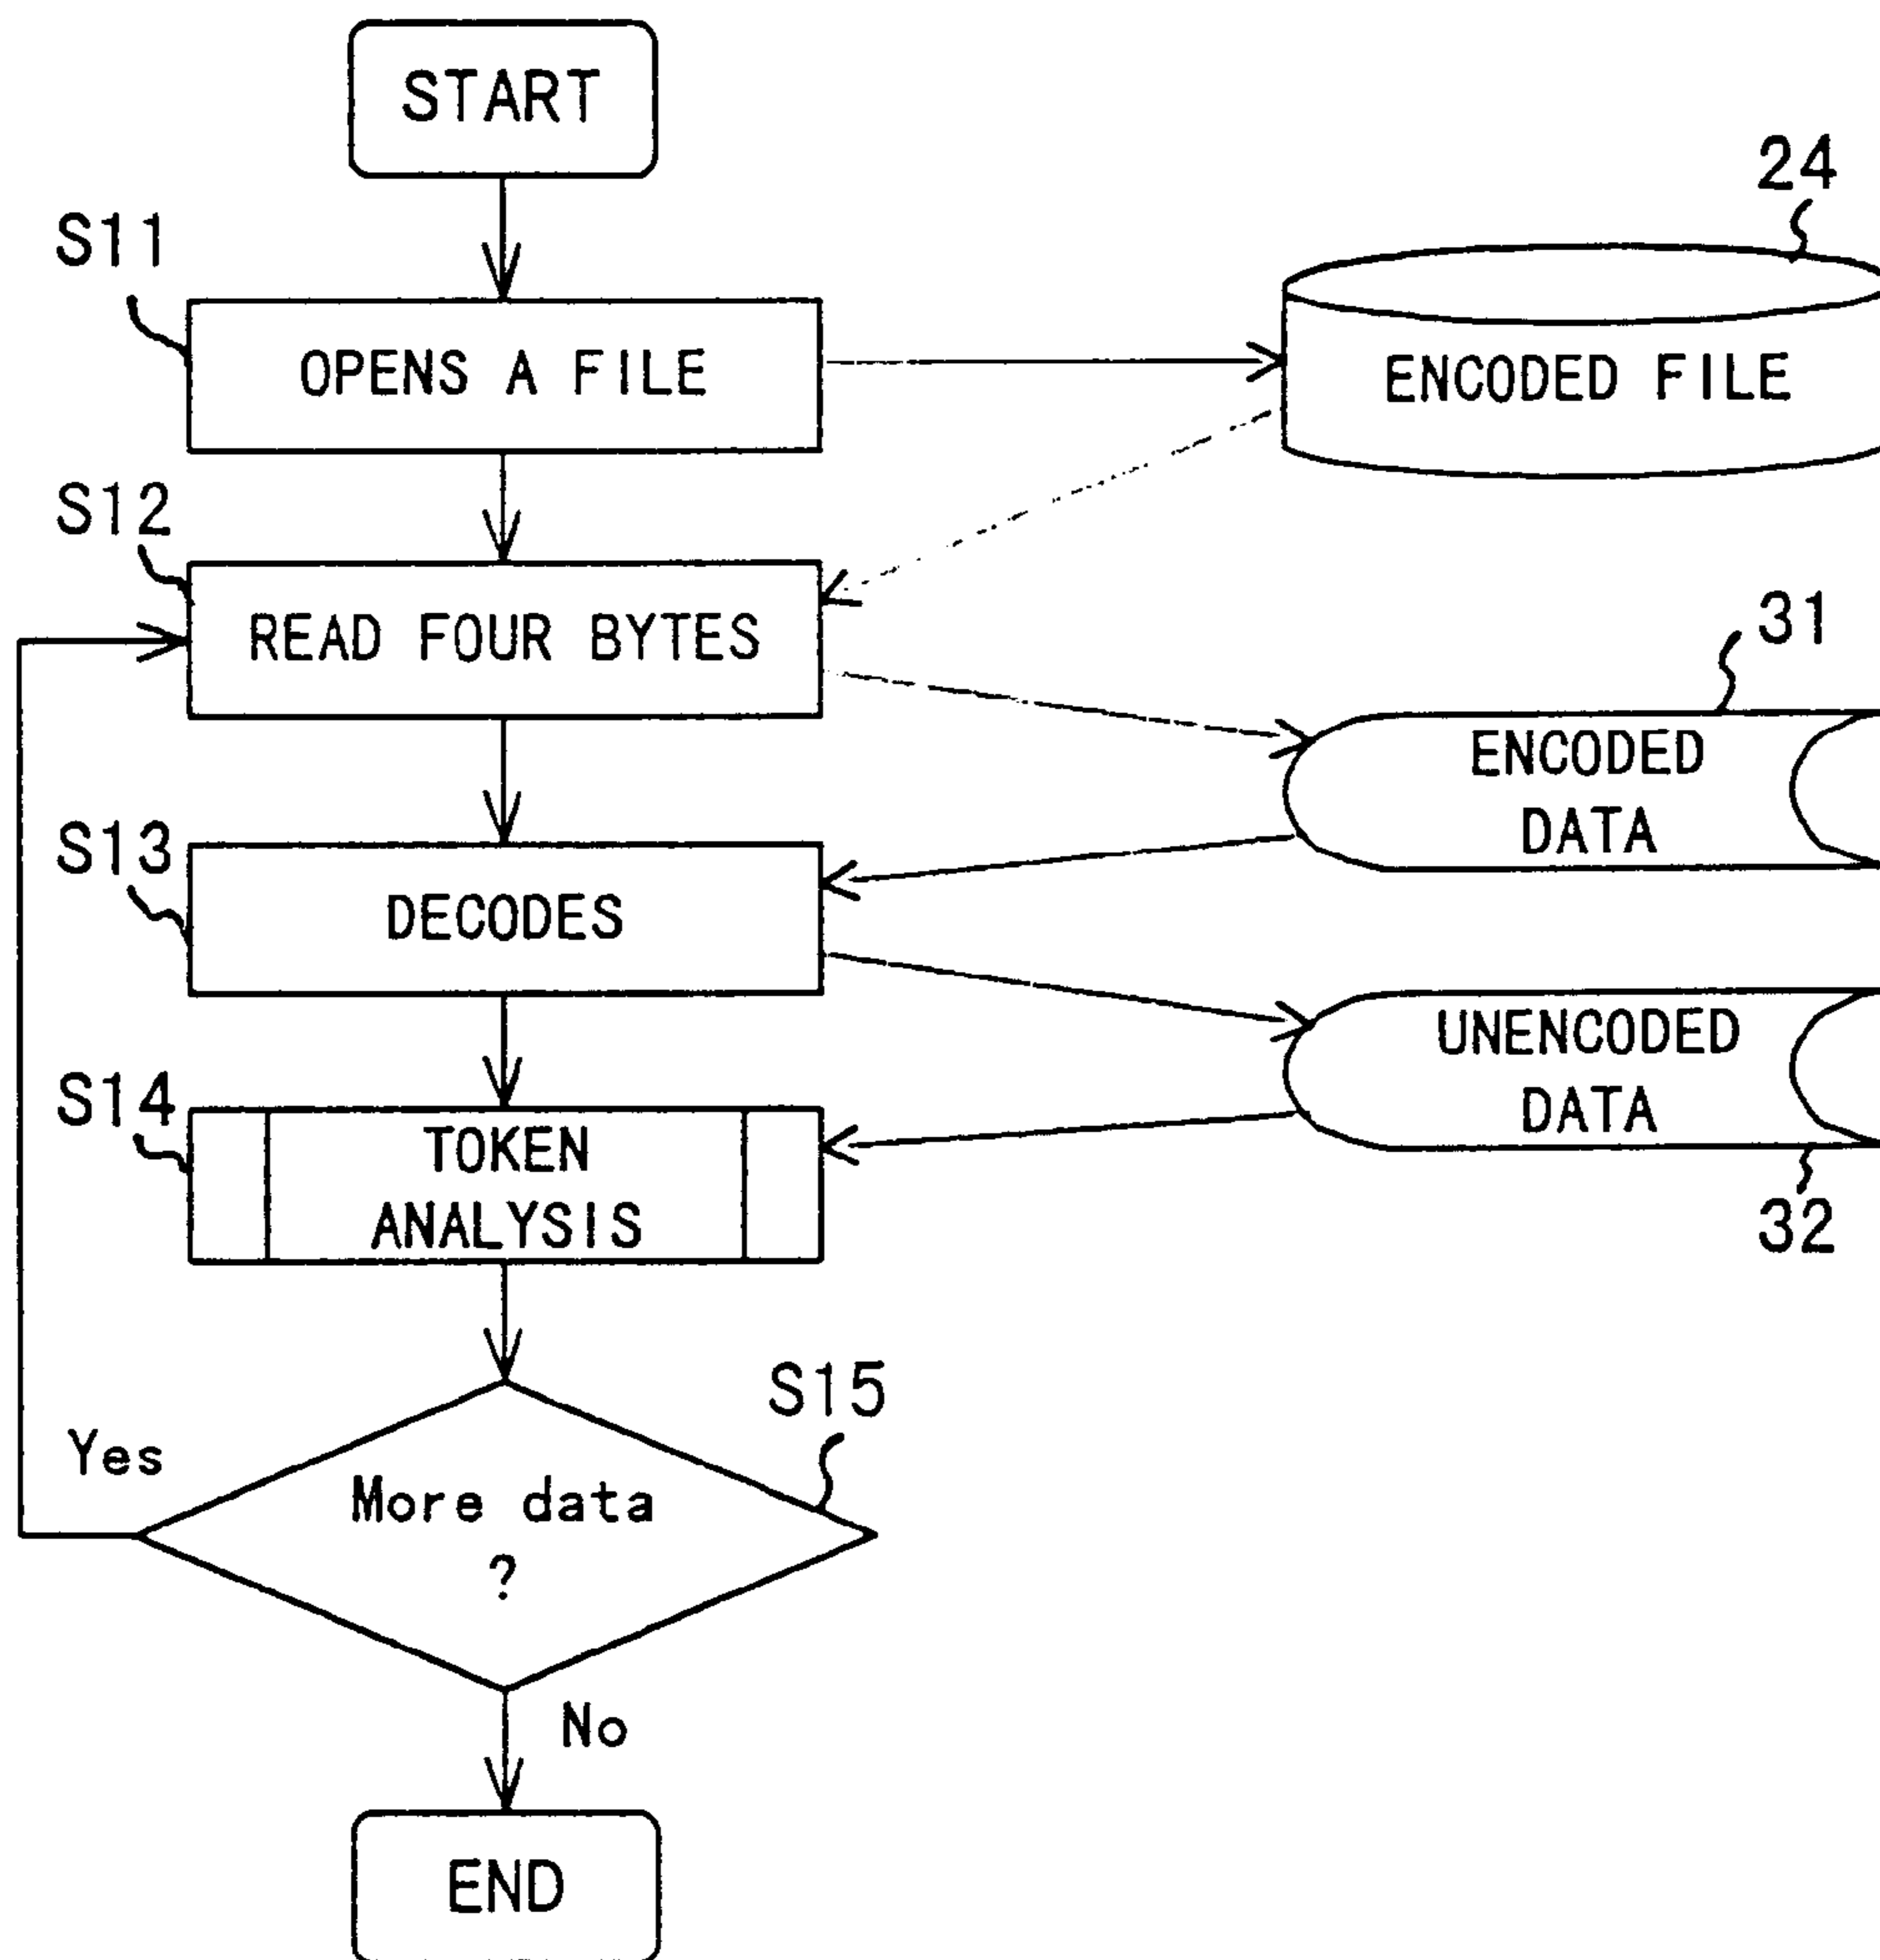 START
24
S11
OPENS A FILE
ENCODED FILE
S12
READ FOUR BYTES
31
ENCODED
DATA
S13
DECODES
UNENCODED
DATA
S14
TOKEN
ANALYSIS
32
S15
Yes
More data
?
No
END